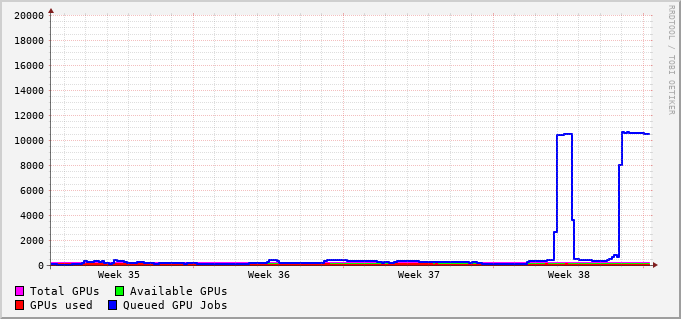 20000
18000
16000
14000
12000
10000
8000
6000
4000
2000
0
Week 35 Week 36 Week 37 Week 38
Total GPUs Available GPUs
GPUs used Queued GPU Jobs
RRDTOOL / TOBI OETIKER